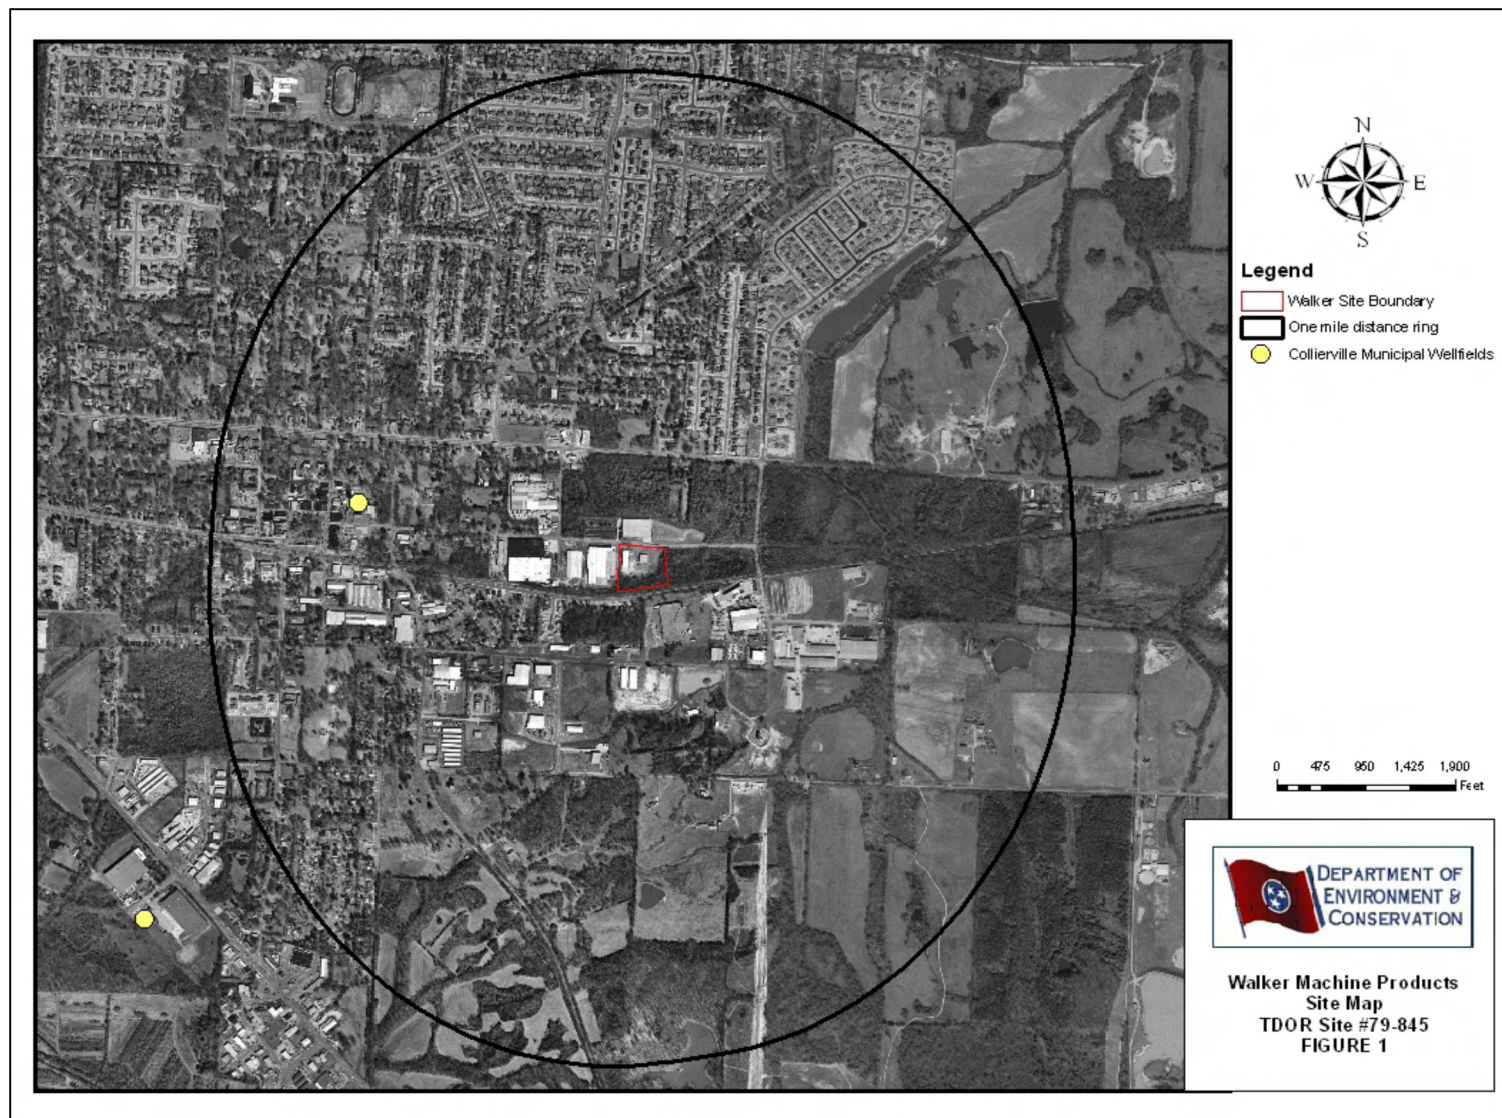 N
W E
S
Legend
Walker Site Boundary
One mile distance ring
Collierville Municipal Wellfields
0 475 950 1,425 1,900
Feet
DEPARTMENT OF
ENVIRONMENT &
CONSERVATION
Walker Machine Products
Site Map
TDOR Site #79-845
FIGURE 1